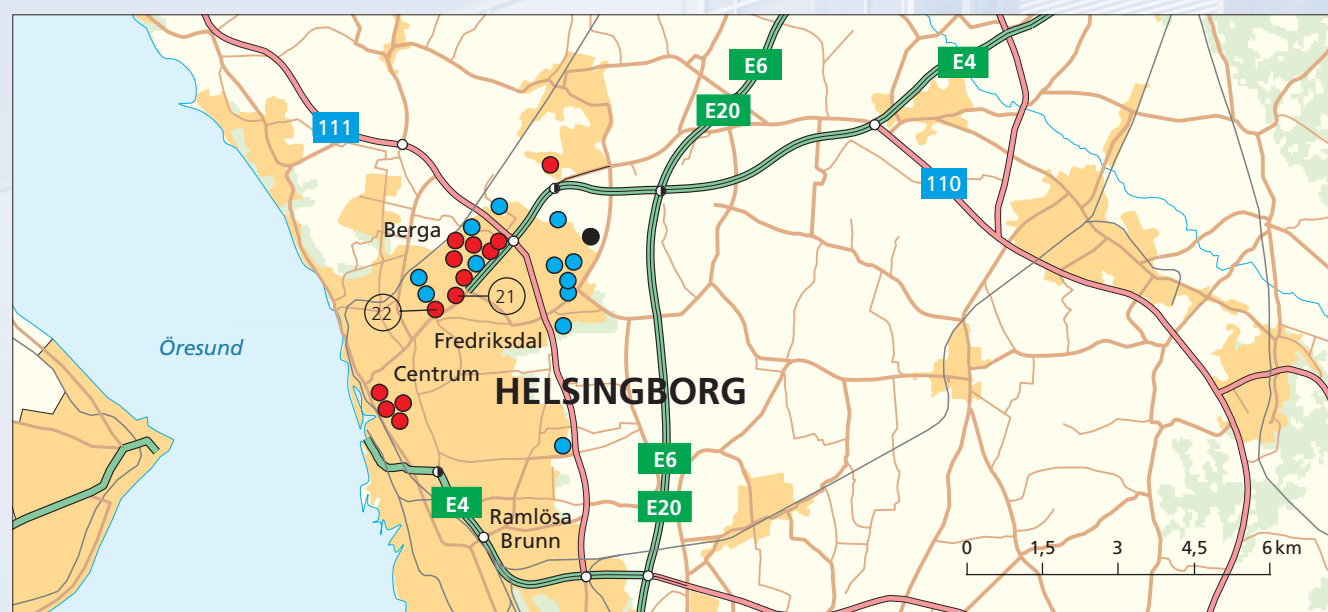 E6
E4
E20
111
110
Berga
21
22
Fredriksdal
Öresund
Centrum
HELSINGBORG
E6
E4
E20
Ramlösa
Brunn
0 1,5 3 4,5 6 km